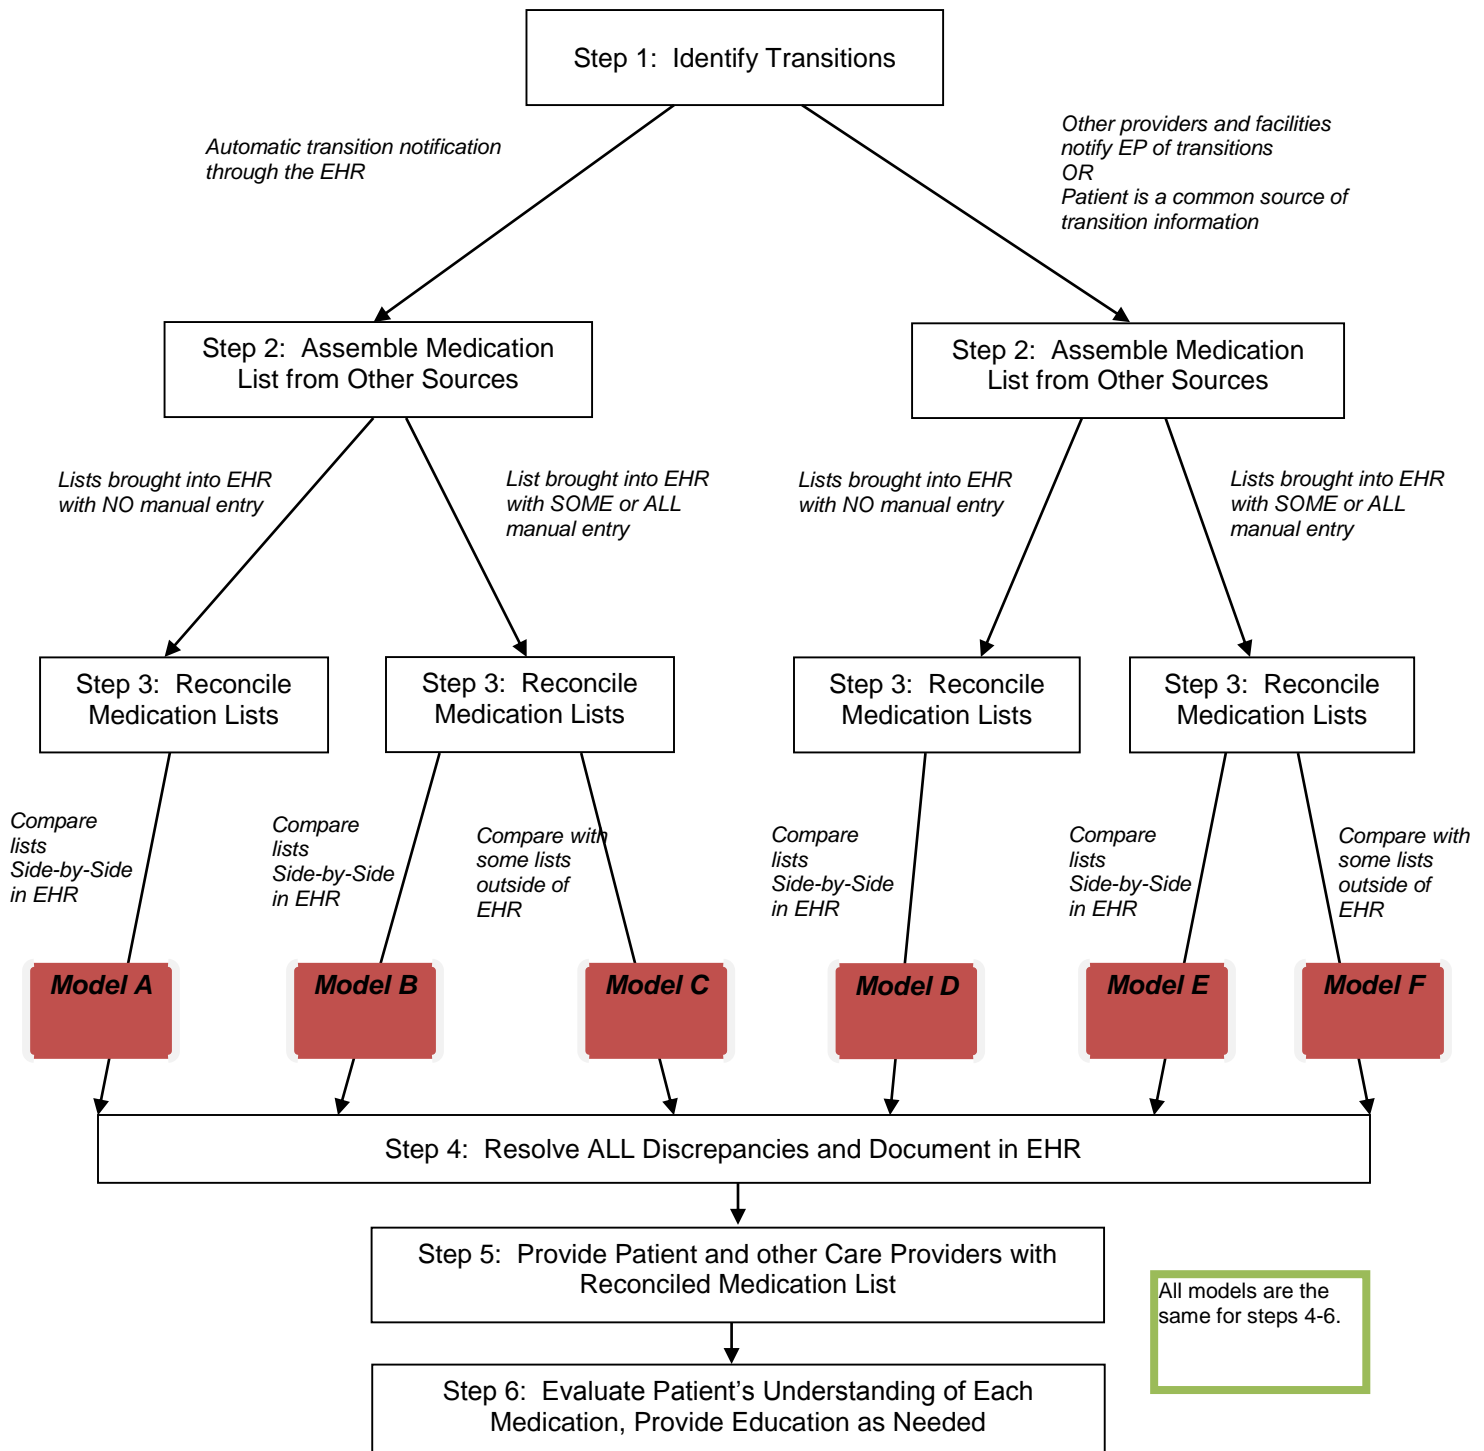 Step 1:  Identify Transitions
Automatic transition notification
through the EHR
Other providers and facilities
notify EP of transitions
OR
Patient is a common source of
transition information
Step 2:  Assemble Medication
List from Other Sources
Step 2:  Assemble Medication
List from Other Sources
Lists brought into EHR
with NO manual entry
List brought into EHR
with SOME or ALL
manual entry
Lists brought into EHR
with NO manual entry
Lists brought into EHR
with SOME or ALL
manual entry
Step 3:  Reconcile
Medication Lists
Step 3:  Reconcile
Medication Lists
Step 3:  Reconcile
Medication Lists
Step 3:  Reconcile
Medication Lists
Compare
lists
Side-by-Side
in EHR
Compare
lists
Side-by-Side
in EHR
Compare with
some lists
outside of
EHR
Compare
lists
Side-by-Side
in EHR
Compare
lists
Side-by-Side
in EHR
Compare with
some lists
outside of
EHR
Model A
Model B
Model C
Model D
Model E
Model F
Step 4:  Resolve ALL Discrepancies and Document in EHR
Step 5:  Provide Patient and other Care Providers with
Reconciled Medication List
All models are the
same for steps 4-6.
Step 6:  Evaluate Patient’s Understanding of Each
Medication, Provide Education as Needed